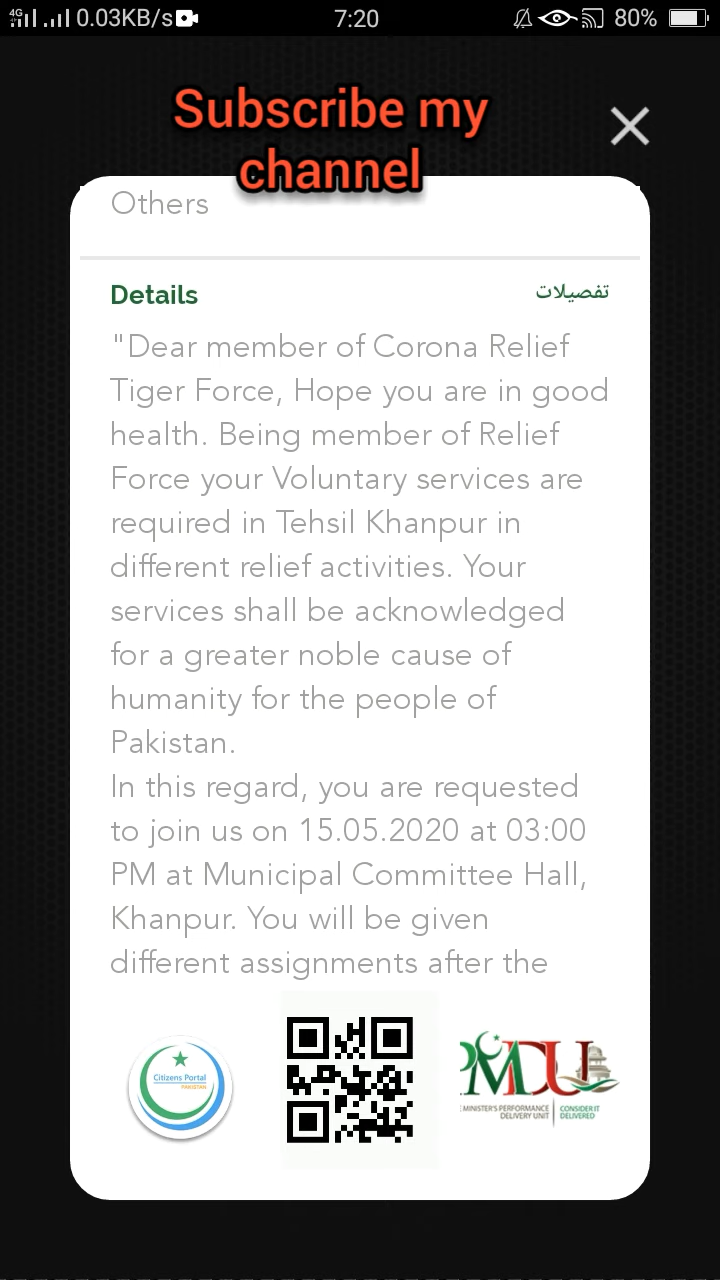 4G 0.03KB/s 7:20 80%
Subscribe my
channel
Others
Details تفصیلات
"Dear member of Corona Relief
Tiger Force, Hope you are in good
health. Being member of Relief
Force your Voluntary services are
required in Tehsil Khanpur in
different relief activities. Your
services shall be acknowledged
for a greater noble cause of
humanity for the people of
Pakistan.
In this regard, you are requested
to join us on 15.05.2020 at 03:00
PM at Municipal Committee Hall,
Khanpur. You will be given
different assignments after the
Citizens Portal
PAKISTAN
PMDU
MINISTER'S PERFORMANCE
DELIVERY UNIT
CONSIDER IT
DELIVERED